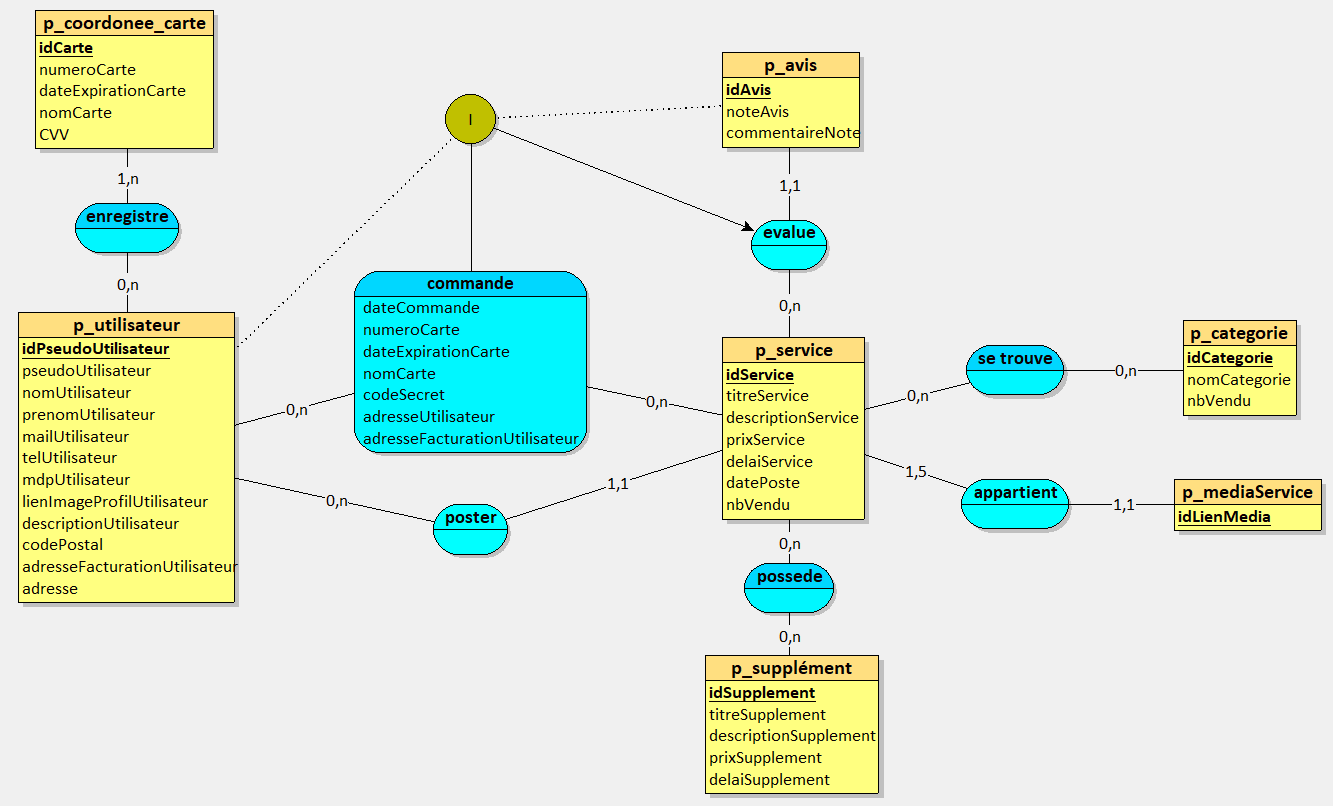 p_coordonee_carte
idCarte
numeroCarte
dateExpirationCarte
nomCarte
CVV
1,n
enregistre
0,n
p_utilisateur
idPseudoUtilisateur
pseudoUtilisateur
nomUtilisateur
prenomUtilisateur
mailUtilisateur
telUtilisateur
mdpUtilisateur
lienImageProfilUtilisateur
descriptionUtilisateur
codePostal
adresseFacturationUtilisateur
adresse
I
commande
dateCommande
numeroCarte
dateExpirationCarte
nomCarte
codeSecret
adresseUtilisateur
adresseFacturationUtilisateur
0,n
0,n
0,n
poster
1,1
p_avis
idAvis
noteAvis
commentaireNote
1,1
evalue
0,n
p_service
idService
titreService
descriptionService
prixService
delaiService
datePoste
nbVendu
0,n
possede
0,n
p_supplément
idSupplement
titreSupplement
descriptionSupplement
prixSupplement
delaiSupplement
0,n
se trouve
0,n
p_categorie
idCategorie
nomCategorie
nbVendu
1,5
appartient
1,1
p_mediaService
idLienMedia